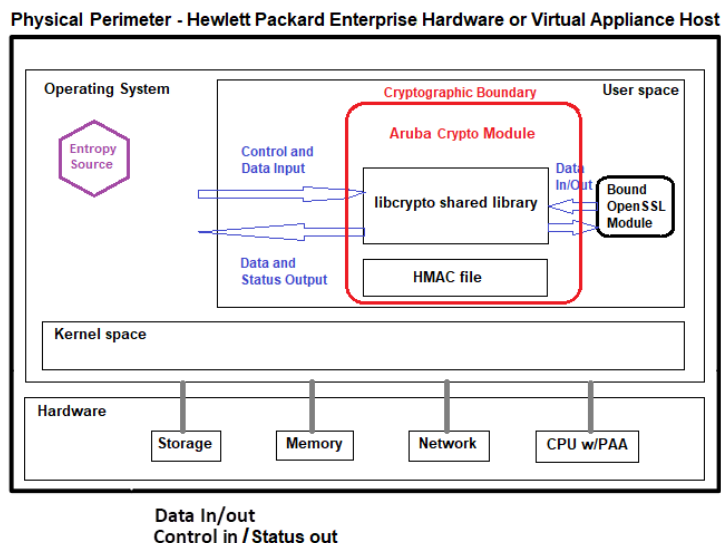 Physical Perimeter - Hewlett Packard Enterprise Hardware or Virtual Appliance Host
Operating System
Cryptographic Boundary
User space
Entropy
Source
Aruba Crypto Module
Control and
Data Input
Data
In/Out
libcrypto shared library
Bound
OpenSSL
Module
Data and
Status Output
HMAC file
Kernel space
Hardware
Storage
Memory
Network
CPU w/PAA
Data In/out
Control in / Status out